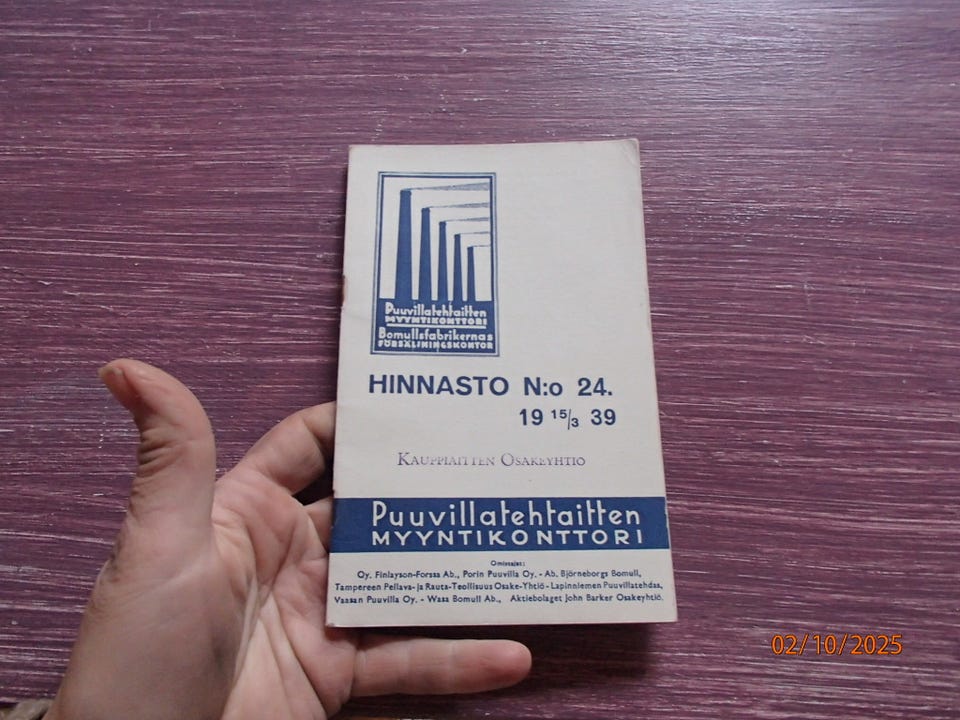 Puuvillatehtaitten
MYYNTIKONTTORI
Bomullsfabrikernas
FÖRSÄLJNINGSKONTOR
HINNASTO N:o 24.
19 15/3 39
KAUPPIAITTEN OSAKEYHTIO
Puuvillatehtaitten
MYYNTIKONTTORI
Omistajat:
Oy. Finlayson-Forssa Ab., Porin Puuvilla Oy. - Ab. Björneborgs Bomull,
Tampereen Pellava- ja Rauta-Teollisuus Osake-Yhtiö - Lapinniemen Puuvillatehdas,
Vaasan Puuvilla Oy. - Wasa Bomull Ab., Aktiebolaget John Barker Osakeyhtiö.
02/10/2025